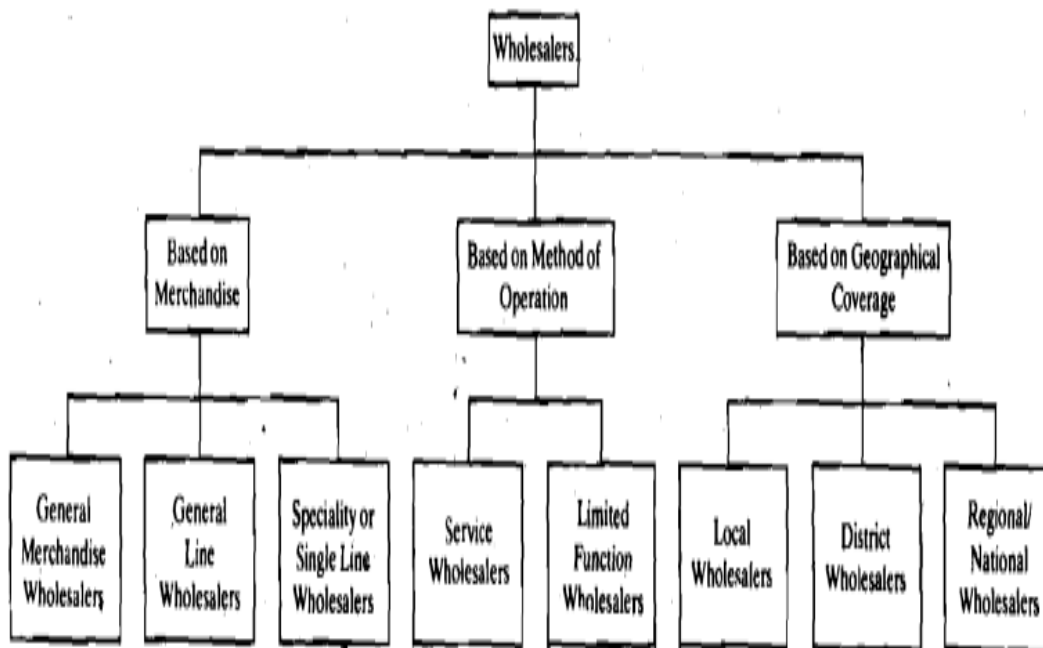 Wholesalers
Based on
Merchandise
Based on Method of
Operation
Based on Geographical
Coverage
General
Merchandise
Wholesalers
General
Line
Wholesalers
Speciality or
Single Line
Wholesalers
Service
Wholesalers
Limited
Function
Wholesalers
Local
Wholesalers
District
Wholesalers
Regional/
National
Wholesalers